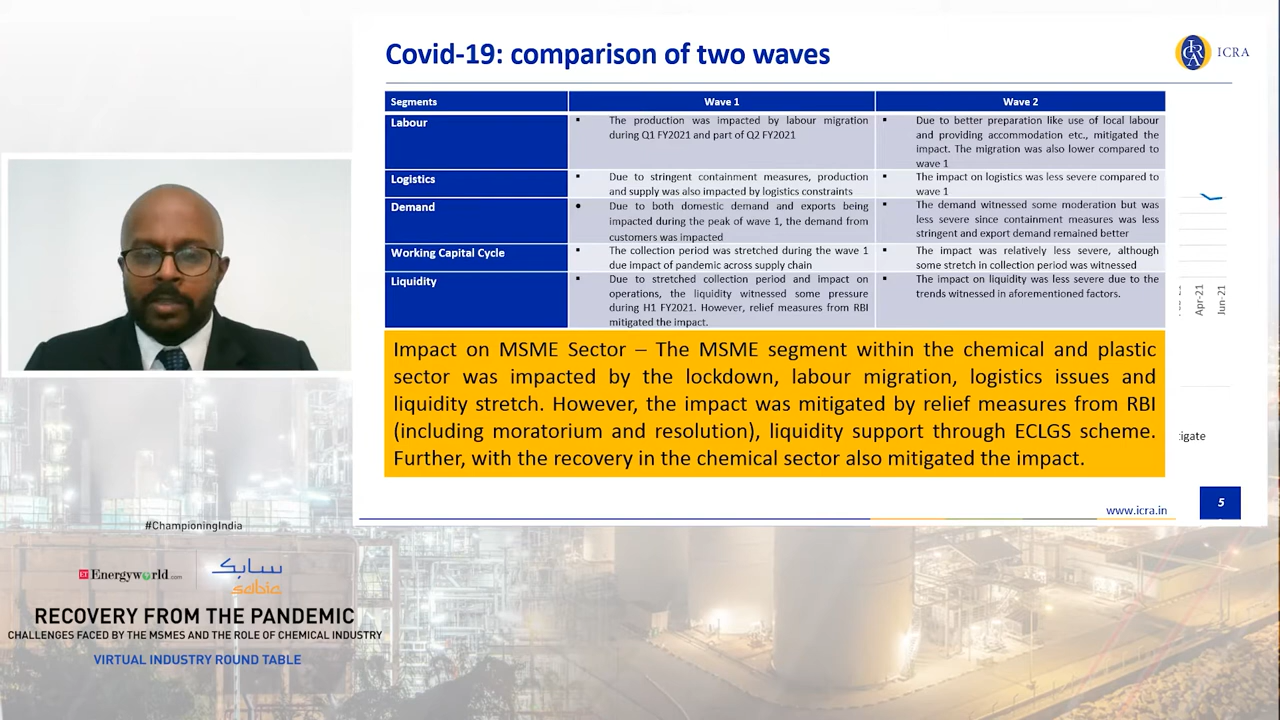 Covid-19: comparison of two waves
ICRA
Segments
Wave 1
Wave 2
Labour
▪ The production was impacted by labour migration
during Q1 FY2021 and part of Q2 FY2021
▪ Due to better preparation like use of local labour
and providing accommodation etc., mitigated the
impact. The migration was also lower compared to
wave 1
Logistics
▪ Due to stringent containment measures, production
and supply was also impacted by logistics constraints
▪ The impact on logistics was less severe compared to
wave 1
Demand
• Due to both domestic demand and exports being
impacted during the peak of wave 1, the demand from
customers was impacted
▪ The demand witnessed some moderation but was
less severe since containment measures was less
stringent and export demand remained better
Working Capital Cycle
▪ The collection period was stretched during the wave 1
due impact of pandemic across supply chain
▪ The impact was relatively less severe, although
some stretch in collection period was witnessed
Liquidity
▪ Due to stretched collection period and impact on
operations, the liquidity witnessed some pressure
during H1 FY2021. However, relief measures from RBI
mitigated the impact.
▪ The impact on liquidity was less severe due to the
trends witnessed in aforementioned factors.
Apr-21
Jun-21
Impact on MSME Sector – The MSME segment within the chemical and plastic
sector was impacted by the lockdown, labour migration, logistics issues and
liquidity stretch. However, the impact was mitigated by relief measures from RBI
(including moratorium and resolution), liquidity support through ECLGS scheme.
Further, with the recovery in the chemical sector also mitigated the impact.
tigate
www.icra.in
5
#ChampioningIndia
ET Energyworld.com
سابك
sabic
RECOVERY FROM THE PANDEMIC
CHALLENGES FACED BY THE MSMES AND THE ROLE OF CHEMICAL INDUSTRY
VIRTUAL INDUSTRY ROUND TABLE